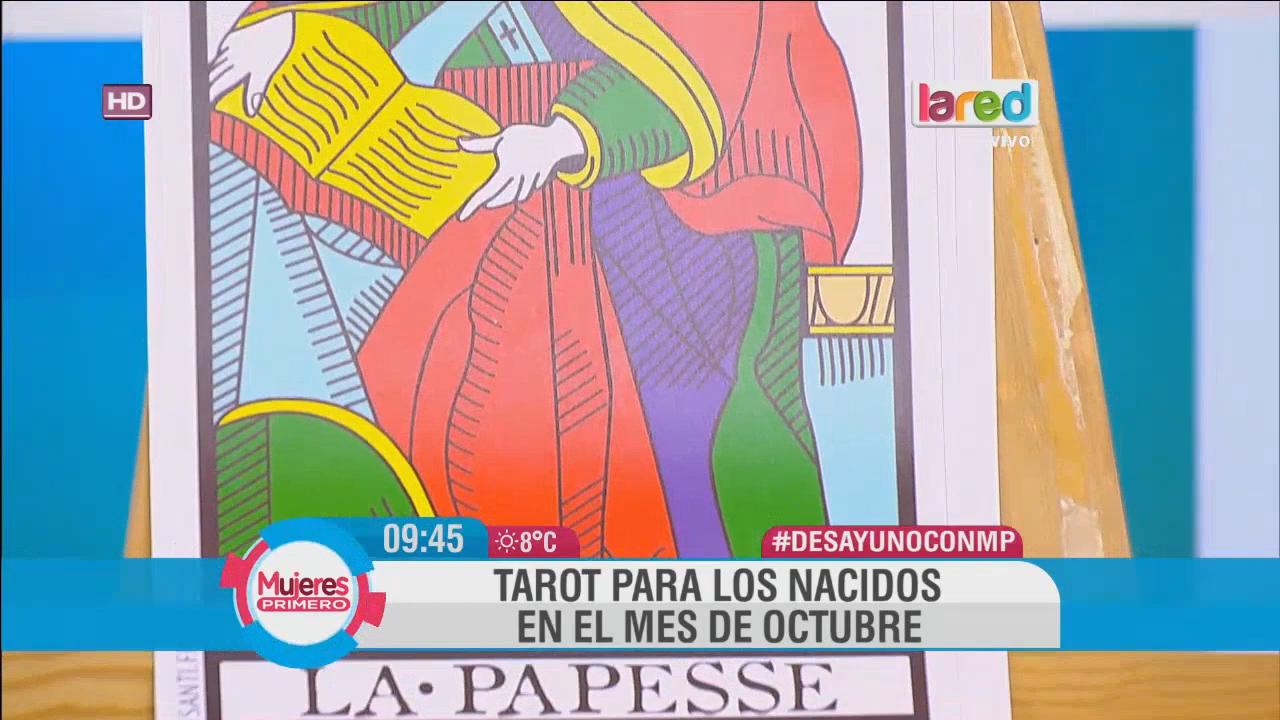 HD
lared
VIVO
09:45
8°C
#DESAYUNOCONMP
Mujeres
PRIMERO
TAROT PARA LOS NACIDOS
EN EL MES DE OCTUBRE
LA·PAPESSE